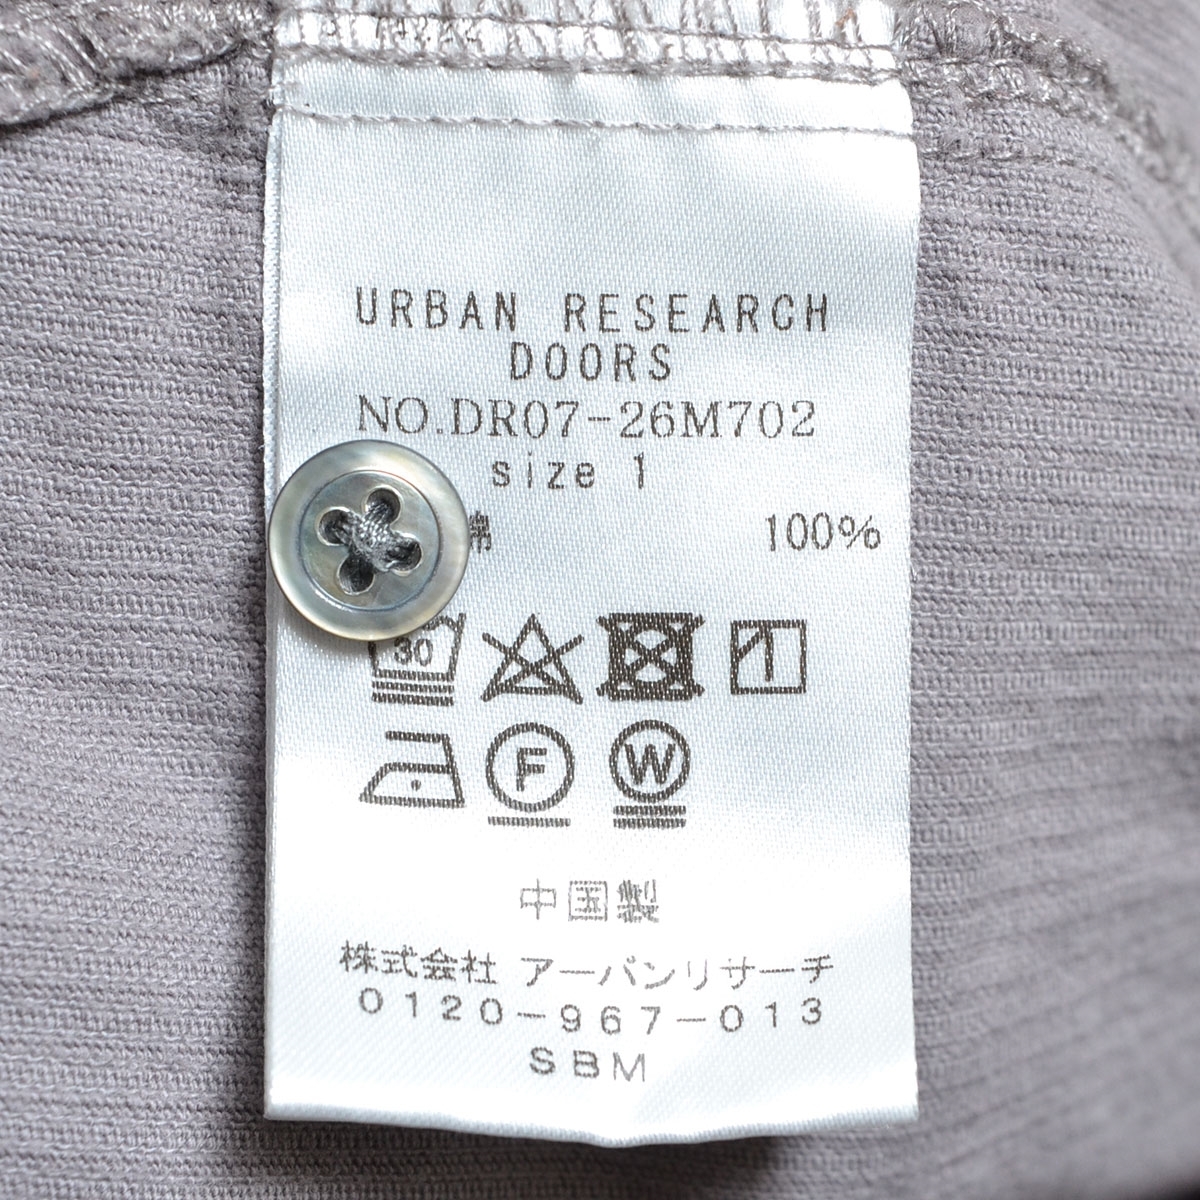 URBAN RESEARCH
DOORS
NO.DR07-26M702
size 1
綿 100%
30
F
W
中国製
株式会社 アーバンリサーチ
0120-967-013
SBM